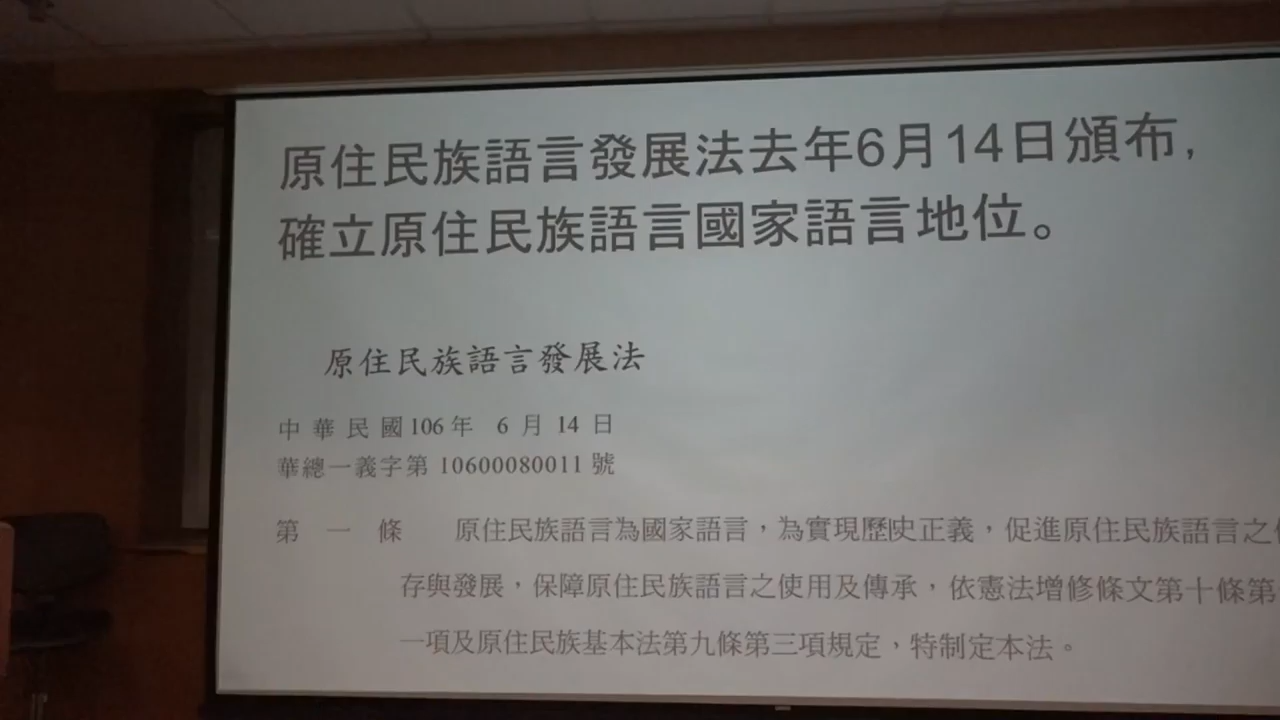 原住民族語言發展法去年6月14日頒布,
確立原住民族語言國家語言地位。
原住民族語言發展法
中華民國106年 6 月 14 日
華總一義字第 10600080011 號
第 一 條 原住民族語言為國家語言，為實現歷史正義，促進原住民族語言之
存與發展，保障原住民族語言之使用及傳承，依憲法增修條文第十條第
一項及原住民族基本法第九條第三項規定，特制定本法。